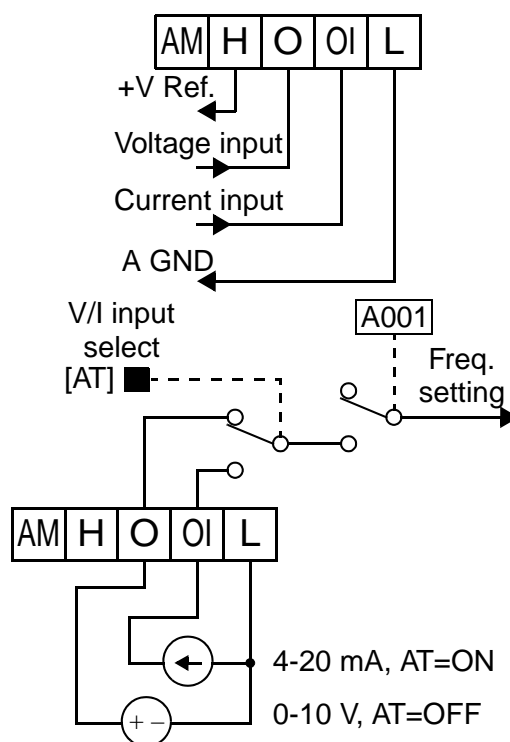 AM H O OI L
+V Ref.
Voltage input
Current input
A GND
V/I input
select
[AT]
A001
Freq.
setting
AM H O OI L
4-20 mA, AT=ON
+ −
0-10 V, AT=OFF